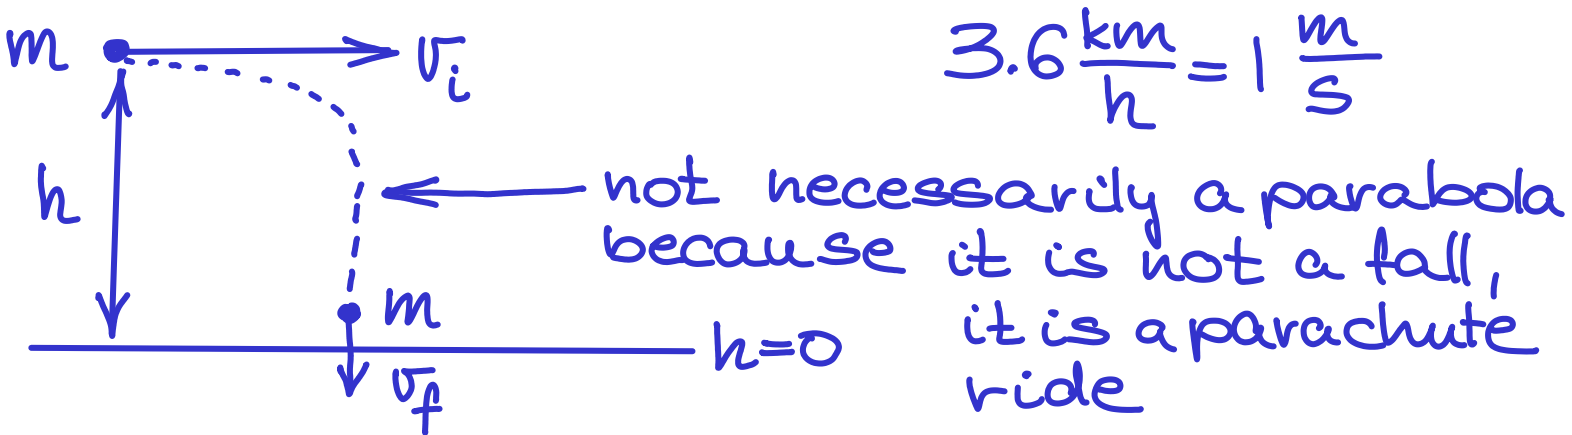 m
v_i
3.6 km/h = 1 m/s
h
not necessarily a parabola
because it is not a fall,
it is a parachute
ride
m
h=0
v_f